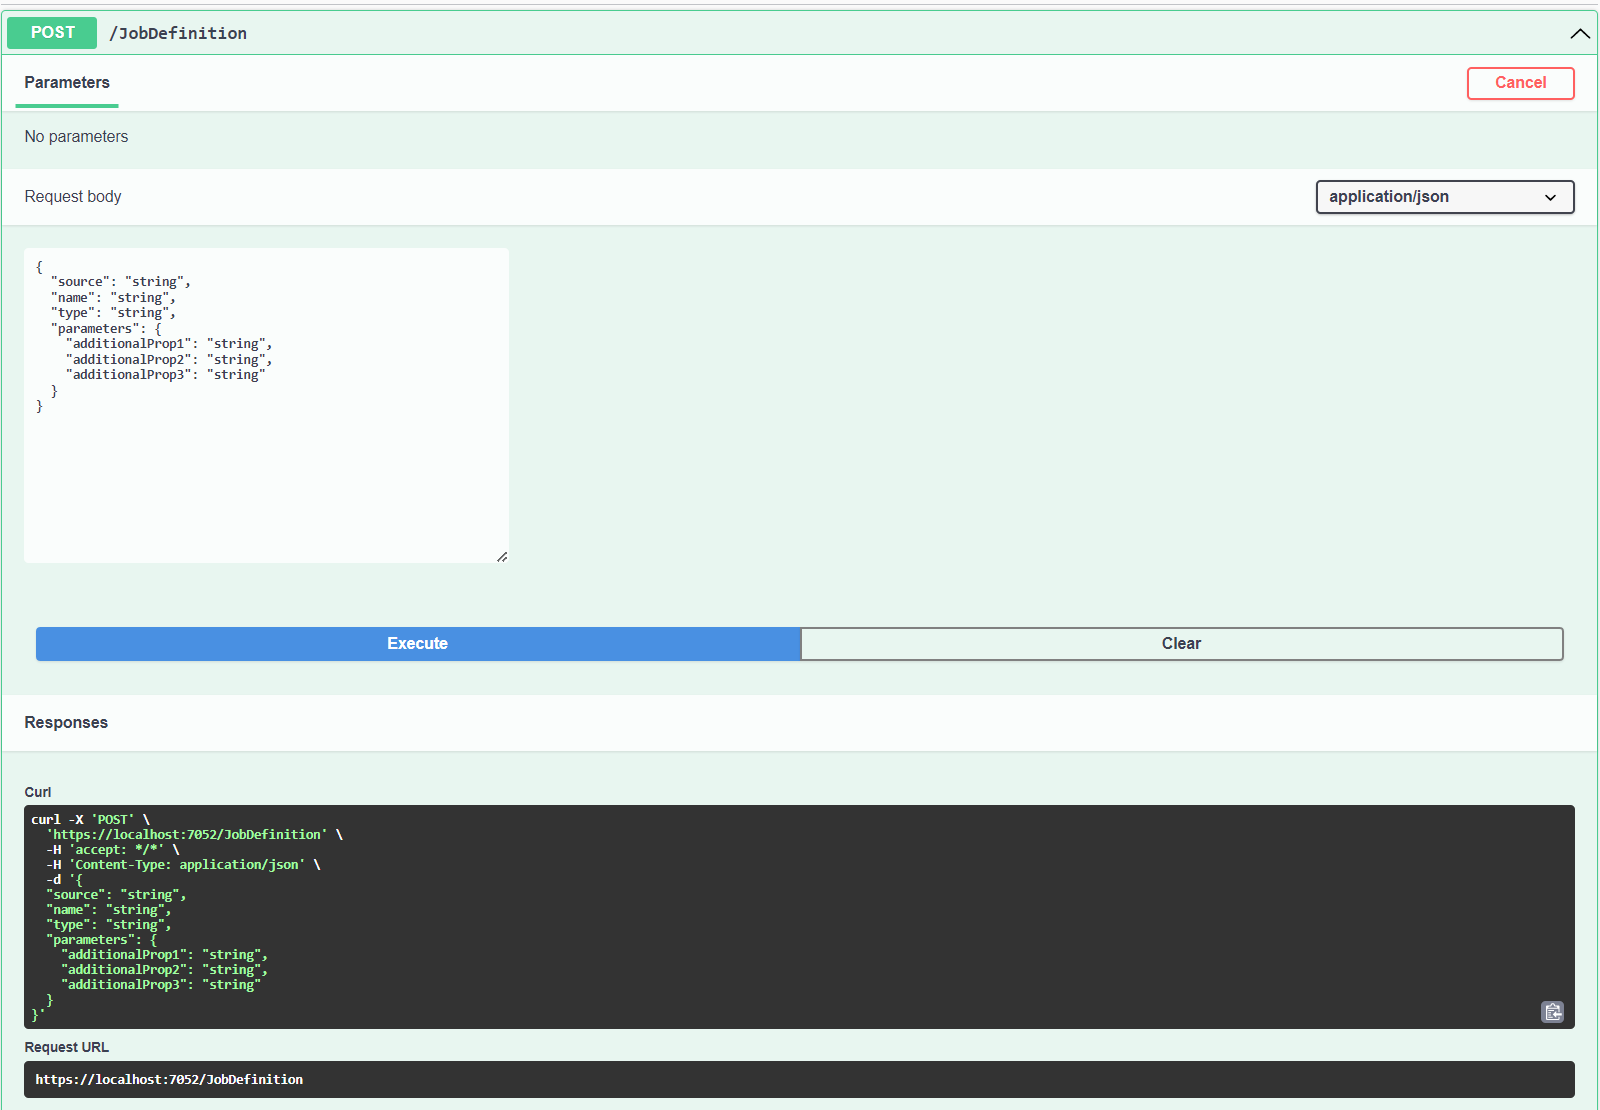 POST /JobDefinition
Parameters
Cancel
No parameters
Request body
application/json
{
  "source": "string",
  "name": "string",
  "type": "string",
  "parameters": {
    "additionalProp1": "string",
    "additionalProp2": "string",
    "additionalProp3": "string"
  }
}
Execute
Clear
Responses
Curl
curl -X 'POST' \
  'https://localhost:7052/JobDefinition' \
  -H 'accept: */*' \
  -H 'Content-Type: application/json' \
  -d '{
  "source": "string",
  "name": "string",
  "type": "string",
  "parameters": {
    "additionalProp1": "string",
    "additionalProp2": "string",
    "additionalProp3": "string"
  }
}'
Request URL
https://localhost:7052/JobDefinition